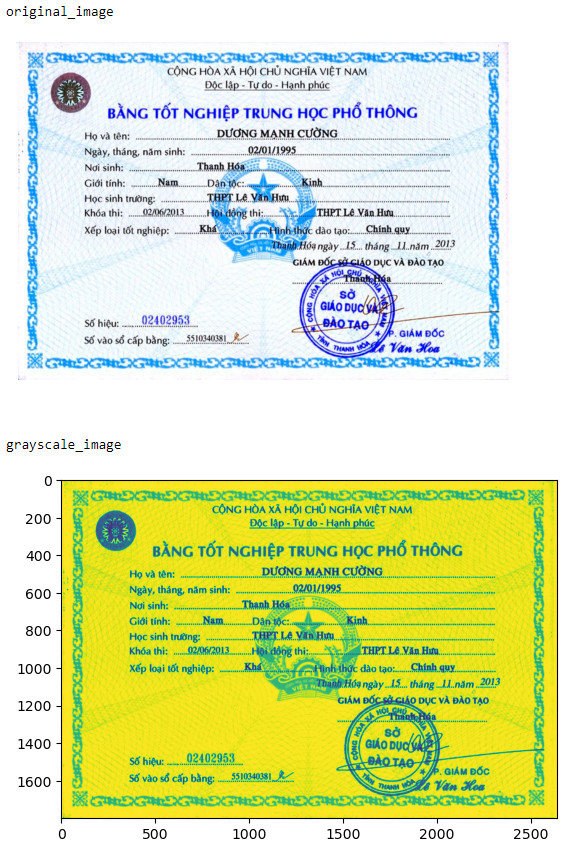 original_image
CỘNG HÒA XÃ HỘI CHỦ NGHĨA VIỆT NAM
Độc lập - Tự do - Hạnh phúc
BẰNG TỐT NGHIỆP TRUNG HỌC PHỔ THÔNG
Họ và tên: DƯƠNG MẠNH CƯỜNG
Ngày, tháng, năm sinh: 02/01/1995
Nơi sinh: Thanh Hóa
Giới tính: Nam Dân tộc: Kinh
Học sinh trường: THPT Lê Văn Hưu
Khóa thi: 02/06/2013 Hội đồng thi: THPT Lê Văn Hưu
Xếp loại tốt nghiệp: Khá Hình thức đào tạo: Chính quy
Thanh Hóa ngày 15 tháng 11 năm 2013
GIÁM ĐỐC SỞ GIÁO DỤC VÀ ĐÀO TẠO
Thanh Hóa
CỘNG HÒA XÃ HỘI CHỦ NGHĨA VIỆT NAM
SỞ
GIÁO DỤC VÀ
ĐÀO TẠO
TỈNH THANH HÓA
Số hiệu: 02402953
P. GIÁM ĐỐC
Số vào sổ cấp bằng: 5510340381
Lê Văn Hoa
grayscale_image
0
200
400
600
800
1000
1200
1400
1600
CỘNG HÒA XÃ HỘI CHỦ NGHĨA VIỆT NAM
Độc lập - Tự do - Hạnh phúc
BẰNG TỐT NGHIỆP TRUNG HỌC PHỔ THÔNG
Họ và tên: DƯƠNG MẠNH CƯỜNG
Ngày, tháng, năm sinh: 02/01/1995
Nơi sinh: Thanh Hóa
Giới tính: Nam Dân tộc: Kinh
Học sinh trường: THPT Lê Văn Hưu
Khóa thi: 02/06/2013 Hội đồng thi: THPT Lê Văn Hưu
Xếp loại tốt nghiệp: Khá Hình thức đào tạo: Chính quy
Thanh Hóa ngày 15 tháng 11 năm 2013
GIÁM ĐỐC SỞ GIÁO DỤC VÀ ĐÀO TẠO
Thanh Hóa
CỘNG HÒA XÃ HỘI CHỦ NGHĨA VIỆT NAM
SỞ
GIÁO DỤC VÀ
ĐÀO TẠO
TỈNH THANH HÓA
Số hiệu: 02402953
P. GIÁM ĐỐC
Số vào sổ cấp bằng: 5510340381
Lê Văn Hoa
0 500 1000 1500 2000 2500